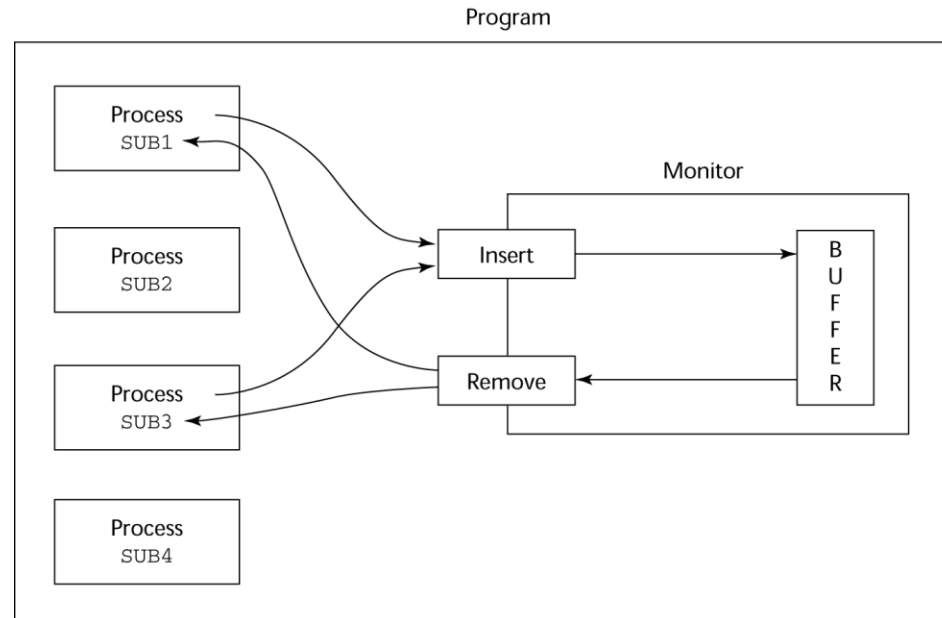 Program
Process
SUB1
Process
SUB2
Process
SUB3
Process
SUB4
Monitor
Insert
Remove
B
U
F
F
E
R